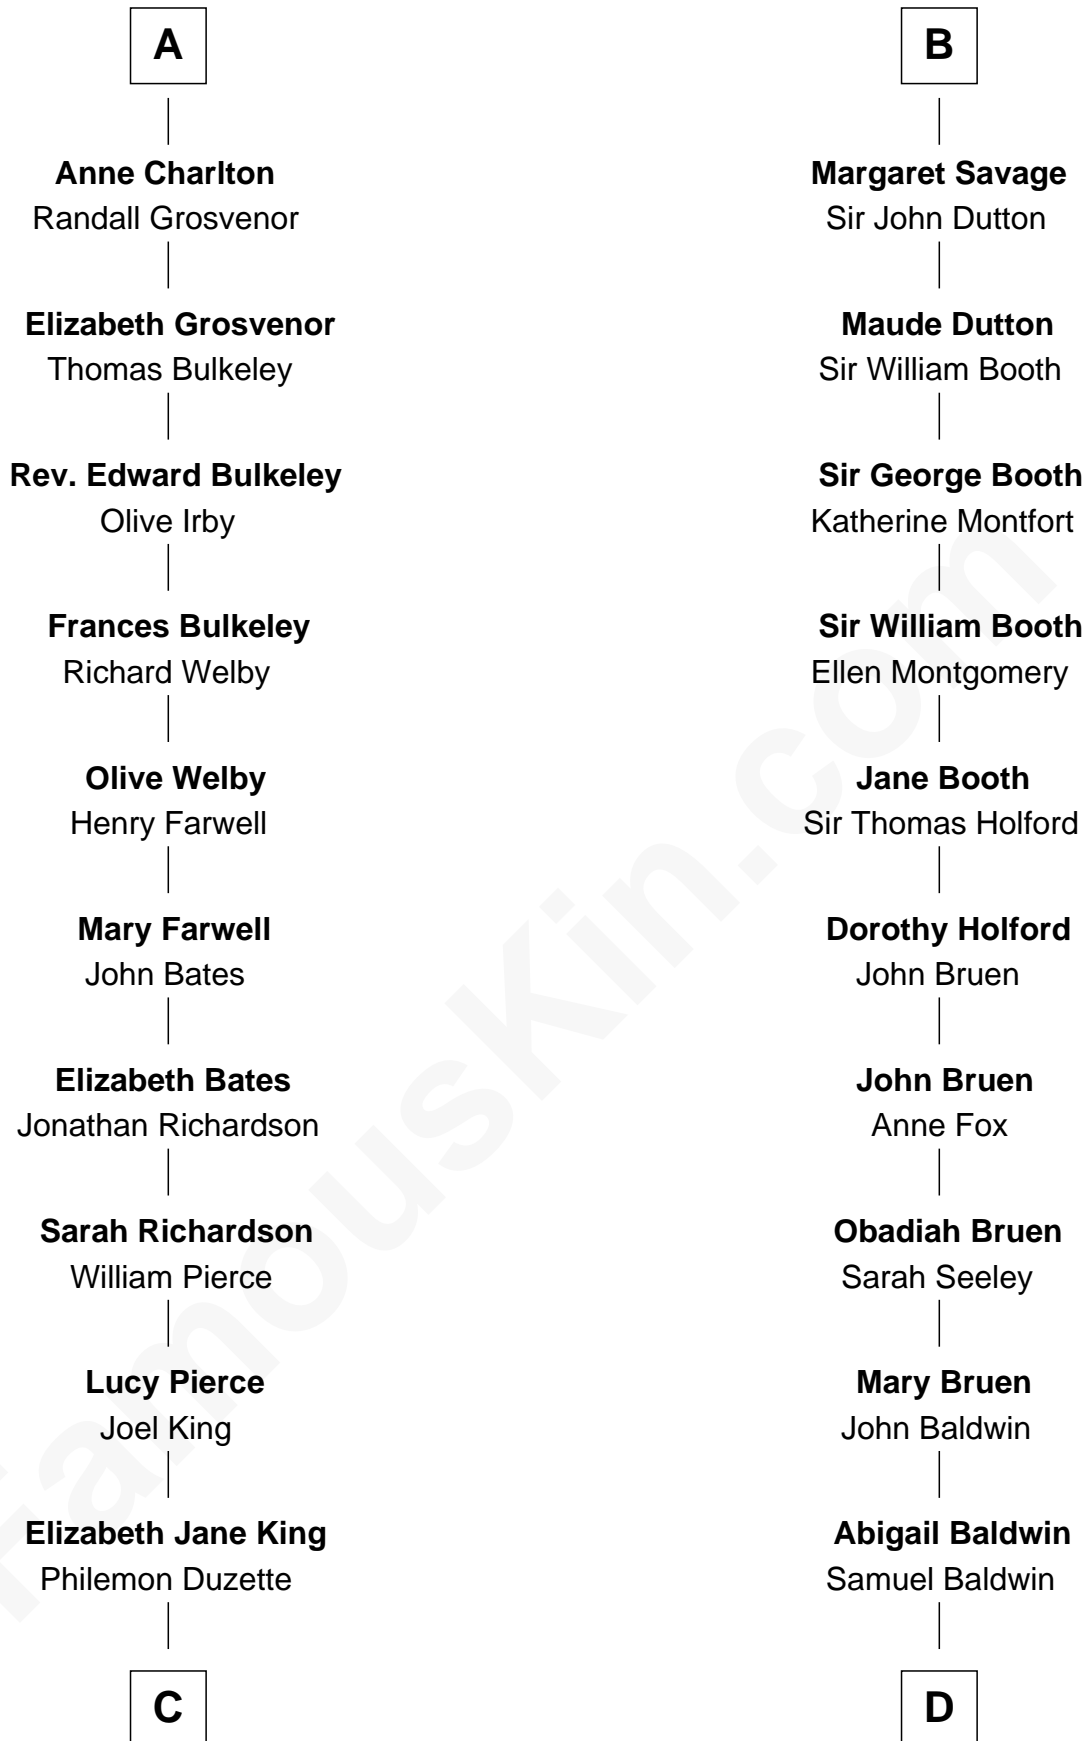 A
Anne Charlton
Randall Grosvenor
Elizabeth Grosvenor
Thomas Bulkeley
Rev. Edward Bulkeley
Olive Irby
Frances Bulkeley
Richard Welby
Olive Welby
Henry Farwell
Mary Farwell
John Bates
Elizabeth Bates
Jonathan Richardson
Sarah Richardson
William Pierce
Lucy Pierce
Joel King
Elizabeth Jane King
Philemon Duzette
C
B
Margaret Savage
Sir John Dutton
Maude Dutton
Sir William Booth
Sir George Booth
Katherine Montfort
Sir William Booth
Ellen Montgomery
Jane Booth
Sir Thomas Holford
Dorothy Holford
John Bruen
John Bruen
Anne Fox
Obadiah Bruen
Sarah Seeley
Mary Bruen
John Baldwin
Abigail Baldwin
Samuel Baldwin
D
FamousKin.com